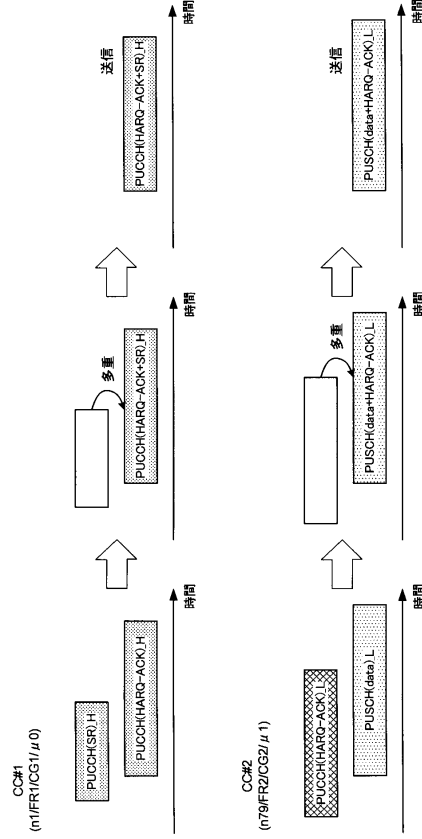 CC#1
(n1/FR1/CG1/μ0)
PUCCH(SR)_H
PUCCH(HARQ-ACK)_H
時間
多重
PUCCH(HARQ-ACK+SR)_H
時間
送信
PUCCH(HARQ-ACK+SR)_H
時間
CC#2
(n79/FR2/CG2/μ1)
PUCCH(HARQ-ACK)_L
PUSCH(data)_L
時間
多重
PUSCH(data+HARQ-ACK)_L
時間
送信
PUSCH(data+HARQ-ACK)_L
時間